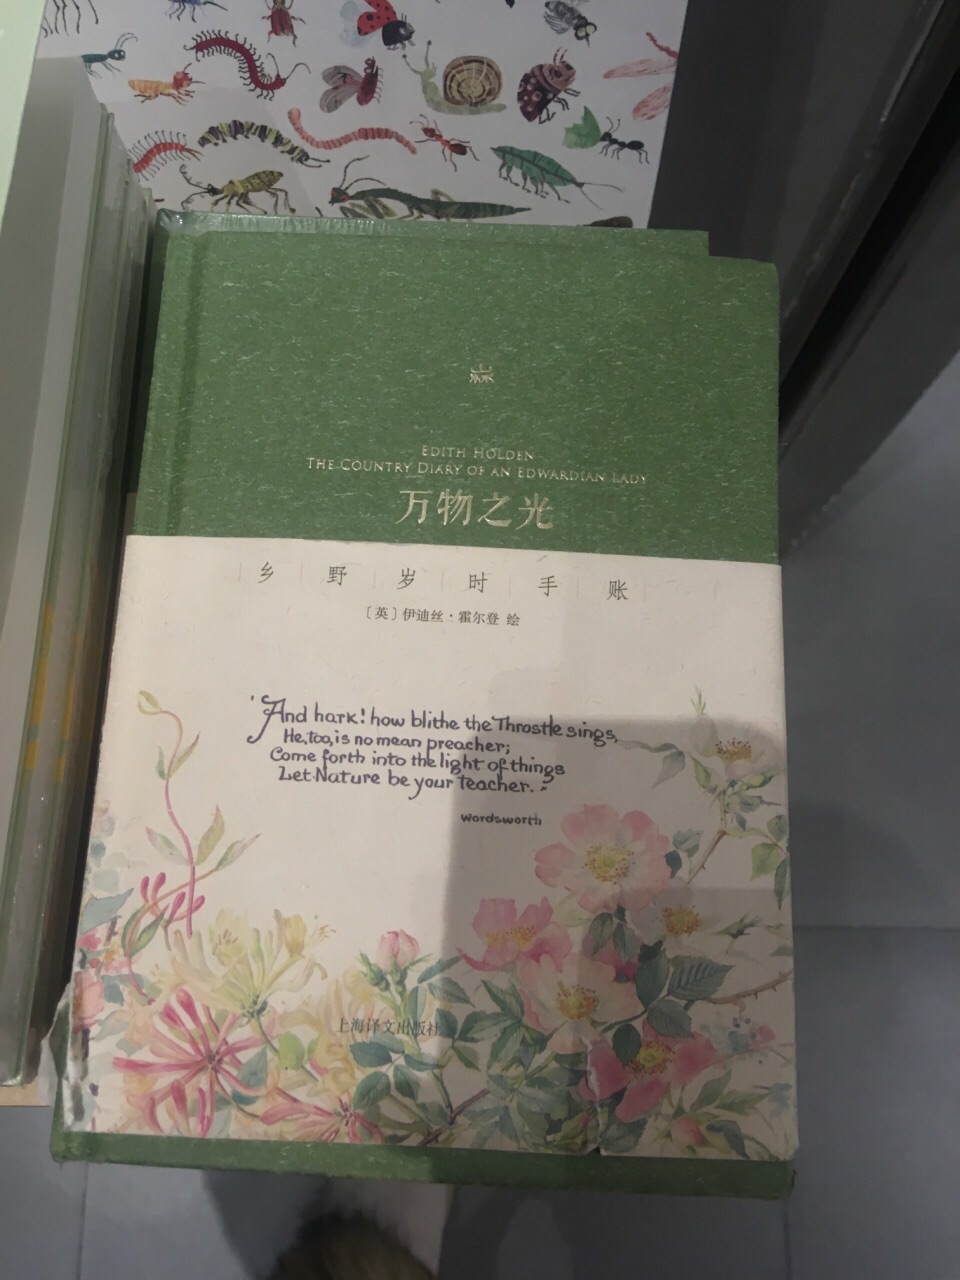 EDITH HOLDEN
THE COUNTRY DIARY OF AN EDWARDIAN LADY
万物之光
乡野岁时手账
〔英〕伊迪丝·霍尔登 绘
'And hark! how blithe the Throstle sings,
He, too, is no mean preacher;
Come forth into the light of things
Let Nature be your teacher.'
Wordsworth
上海译文出版社